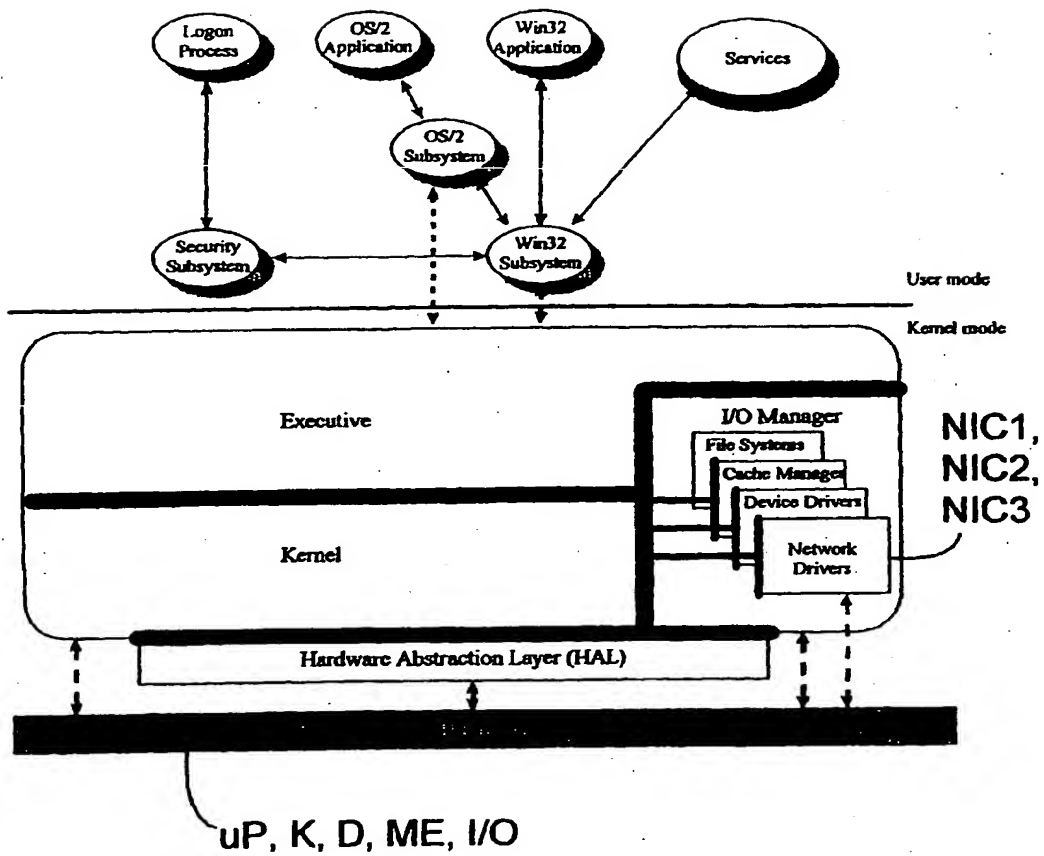 Logon
Process
OS/2
Application
Win32
Application
Services
OS/2
Subsystem
Security
Subsystem
Win32
Subsystem
User mode
Kernel mode
Executive
I/O Manager
File Systems
Cache Manager
Device Drivers
Network
Drivers
NIC1,
NIC2,
NIC3
Kernel
Hardware Abstraction Layer (HAL)
uP, K, D, ME, I/O